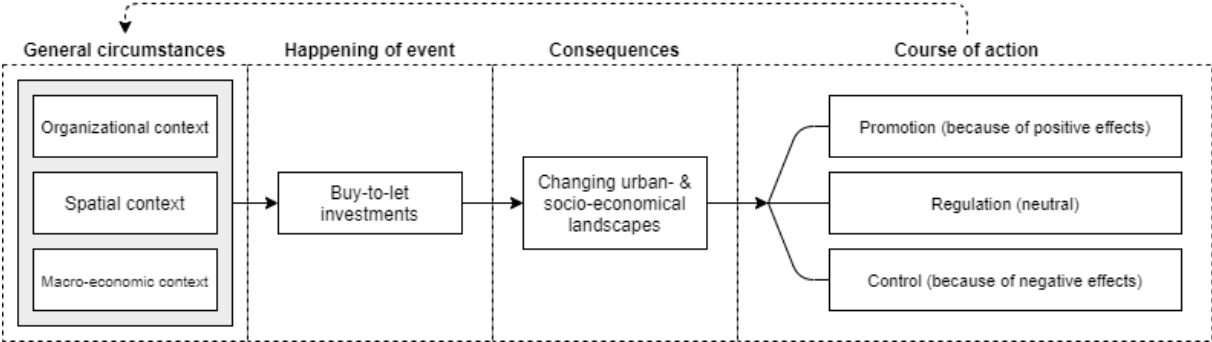 General circumstances
Happening of event
Consequences
Course of action
Organizational context
Spatial context
Macro-economic context
Buy-to-let
investments
Changing urban- &
socio-economical
landscapes
Promotion (because of positive effects)
Regulation (neutral)
Control (because of negative effects)